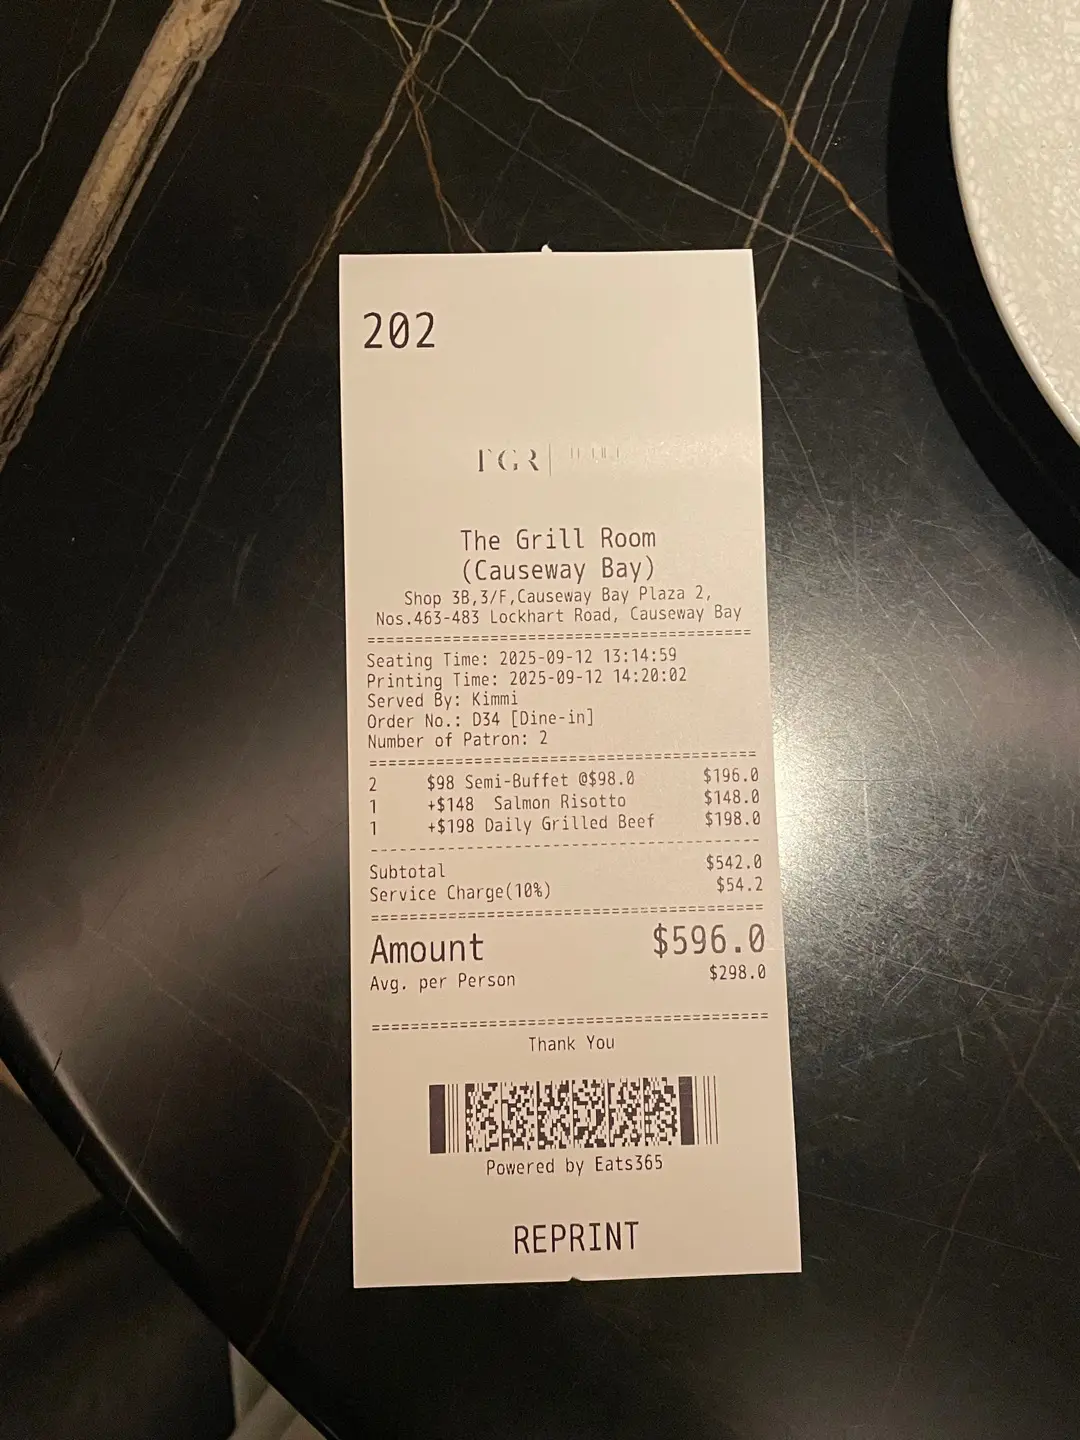 202
TGR
The Grill Room
(Causeway Bay)
Shop 3B,3/F,Causeway Bay Plaza 2,
Nos.463-483 Lockhart Road, Causeway Bay
=======================================
Seating Time: 2025-09-12 13:14:59
Printing Time: 2025-09-12 14:20:02
Served By: Kimmi
Order No.: D34 [Dine-in]
Number of Patron: 2
=======================================
2 $98 Semi-Buffet @$98.0 $196.0
1 +$148 Salmon Risotto $148.0
1 +$198 Daily Grilled Beef $198.0
---------------------------------------
Subtotal $542.0
Service Charge(10%) $54.2
=======================================
Amount $596.0
Avg. per Person $298.0
=======================================
Thank You
Powered by Eats365
REPRINT